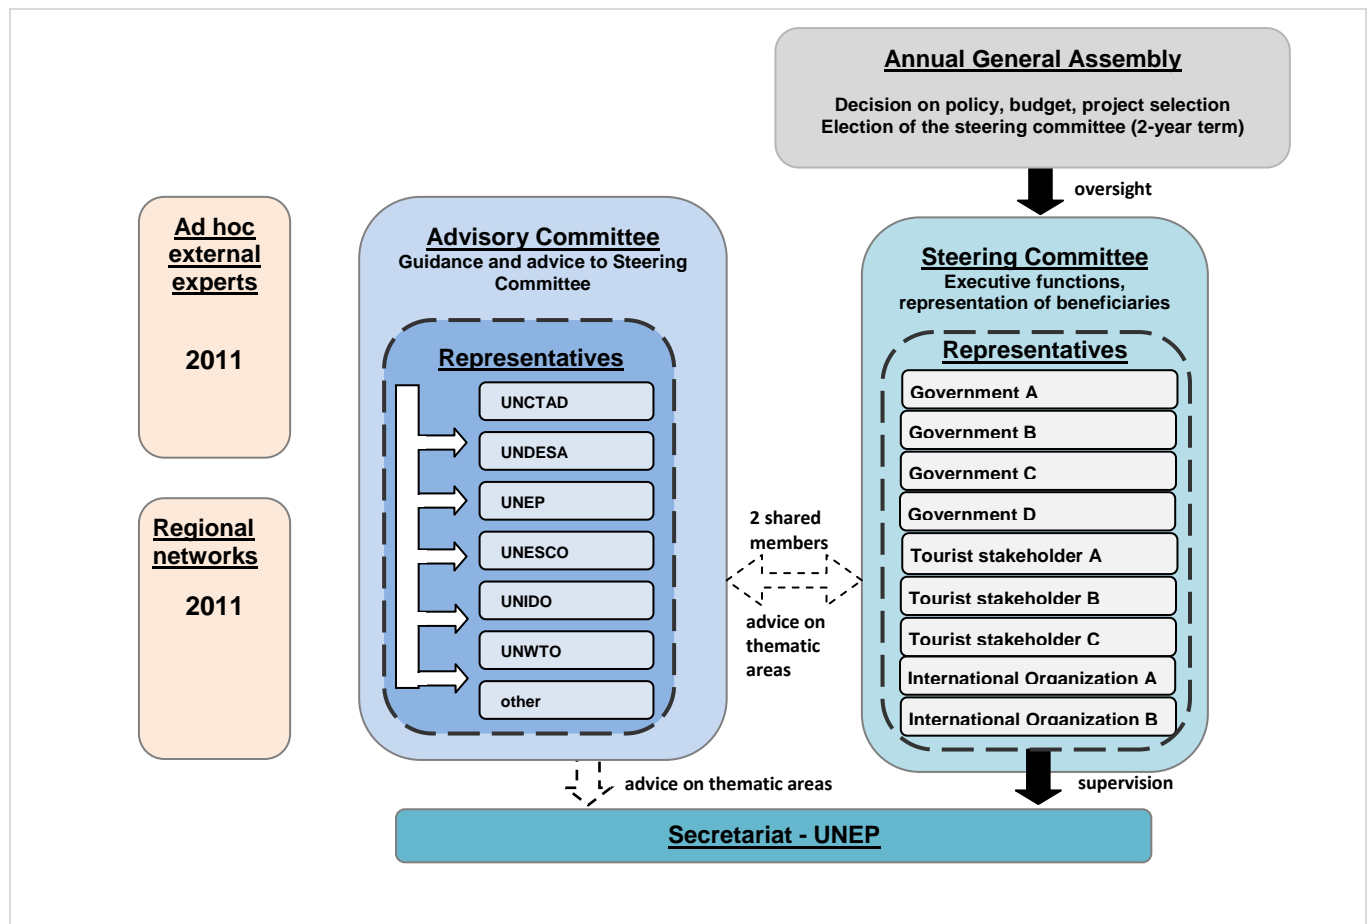 Annual General Assembly
Decision on policy, budget, project selection
Election of the steering committee (2-year term)
oversight
Ad hoc
external
experts
2011
Regional
networks
2011
Advisory Committee
Guidance and advice to Steering
Committee
Representatives
UNCTAD
UNDESA
UNEP
UNESCO
UNIDO
UNWTO
other
2 shared
members
advice on
thematic
areas
Steering Committee
Executive functions,
representation of beneficiaries
Representatives
Government A
Government B
Government C
Government D
Tourist stakeholder A
Tourist stakeholder B
Tourist stakeholder C
International Organization A
International Organization B
advice on thematic areas
supervision
Secretariat - UNEP